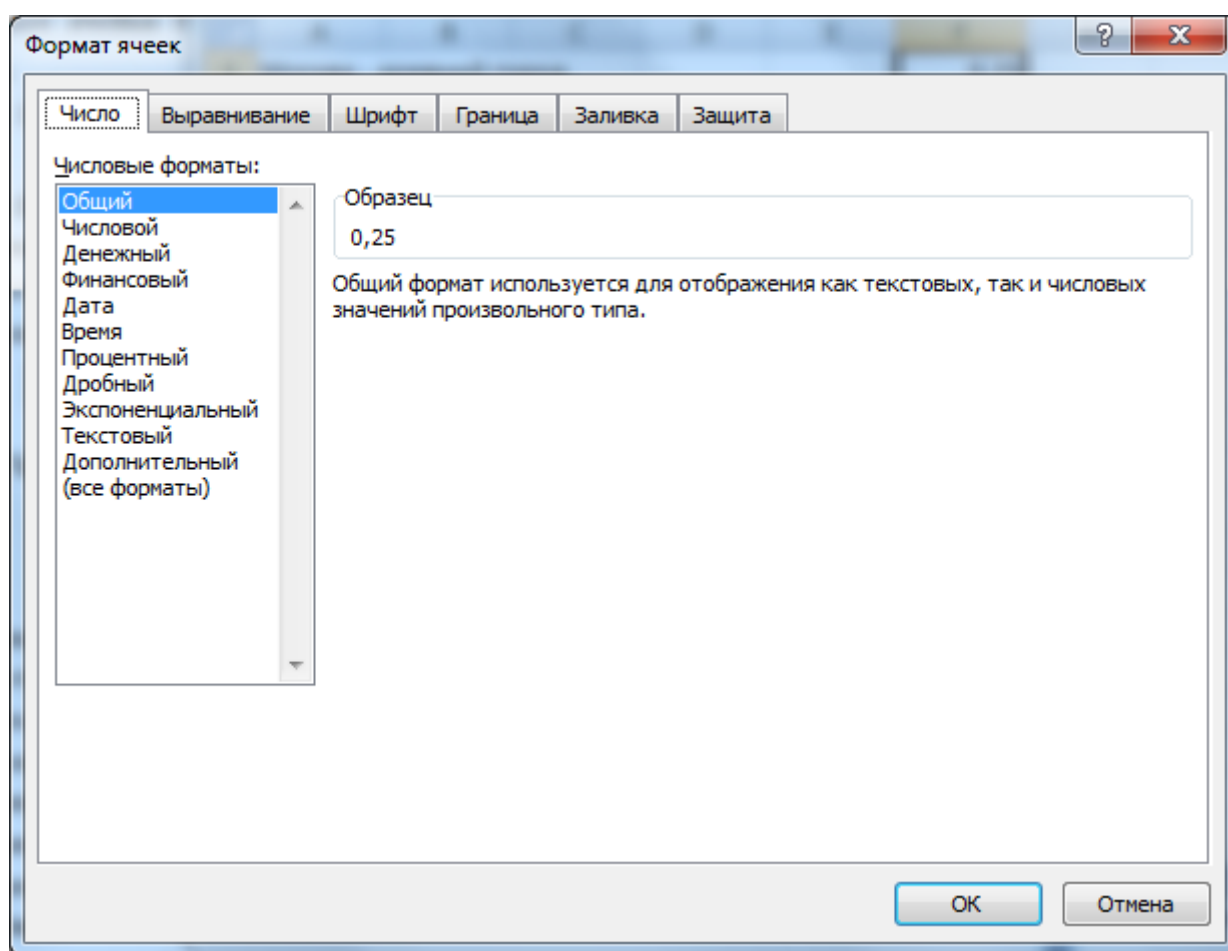 Формат ячеек
Число Выравнивание Шрифт Граница Заливка Защита
Числовые форматы:
Общий
Числовой
Денежный
Финансовый
Дата
Время
Процентный
Дробный
Экспоненциальный
Текстовый
Дополнительный
(все форматы)
Образец
0,25
Общий формат используется для отображения как текстовых, так и числовых
значений произвольного типа.
ОК Отмена